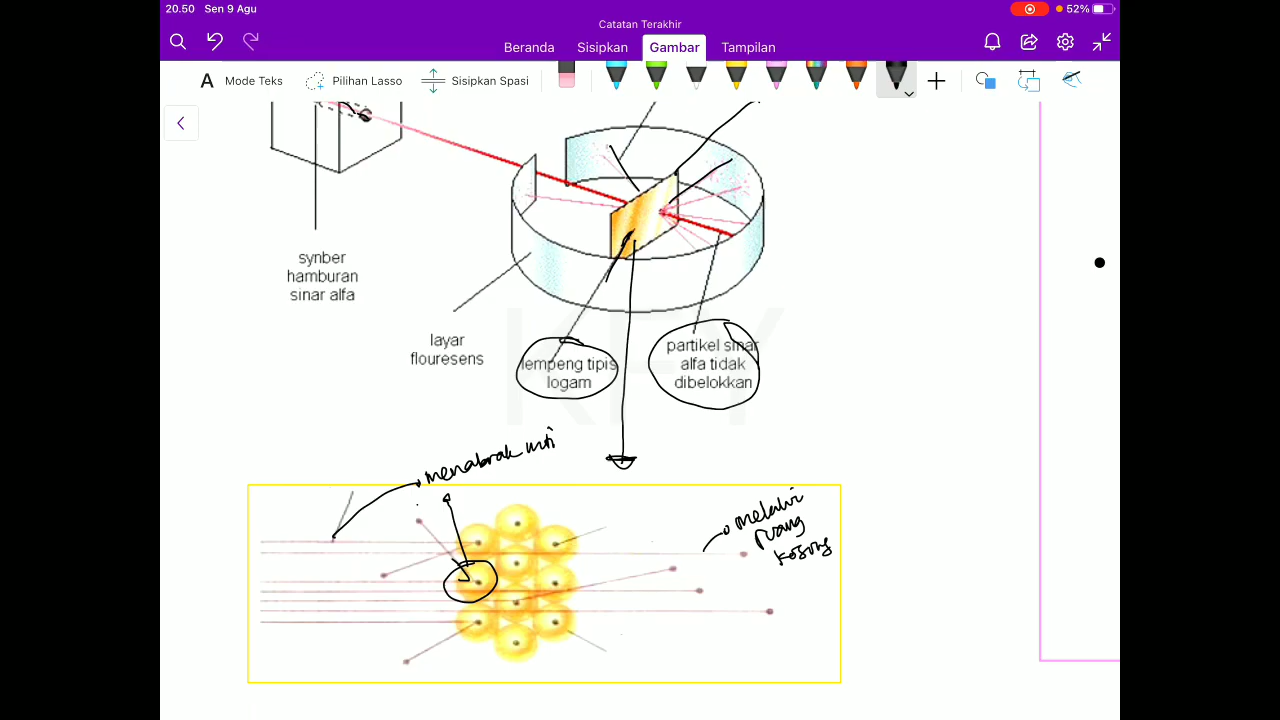 20.50 Sen 9 Agu
52%
Catatan Terakhir
Beranda Sisipkan Gambar Tampilan
A Mode Teks Pilihan Lasso Sisipkan Spasi
synber
hamburan
sinar alfa
layar
flouresens
lempeng tipis
logam
partikel sinar
alfa tidak
dibelokkan
menabrak inti
melalui
ruang
kosong